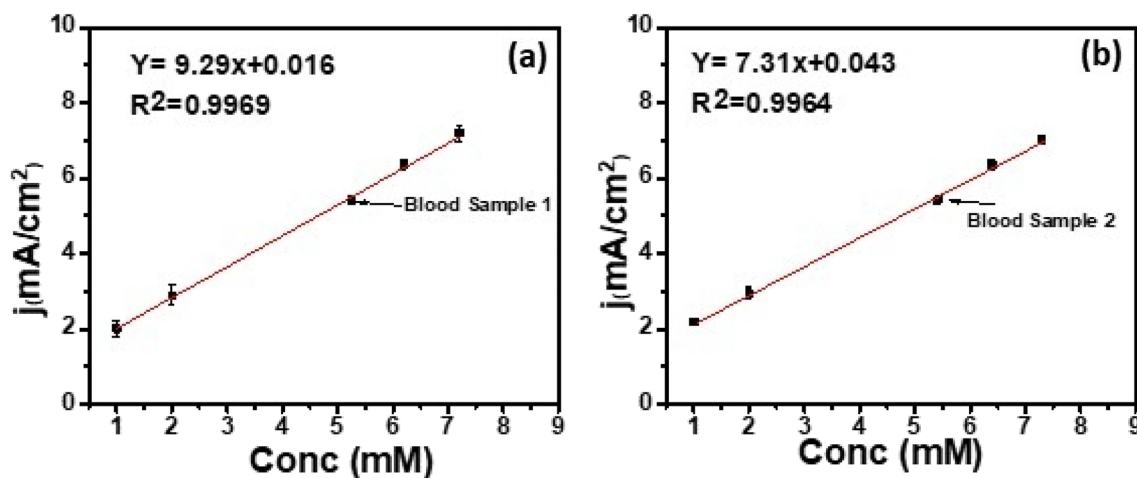 (a)
Y= 9.29x+0.016
R²=0.9969
Blood Sample 1
j(mA/cm²)
10
8
6
4
2
0
1 2 3 4 5 6 7 8 9
Conc (mM)
(b)
Y= 7.31x+0.043
R²=0.9964
Blood Sample 2
j(mA/cm²)
10
8
6
4
2
0
1 2 3 4 5 6 7 8 9
Conc (mM)